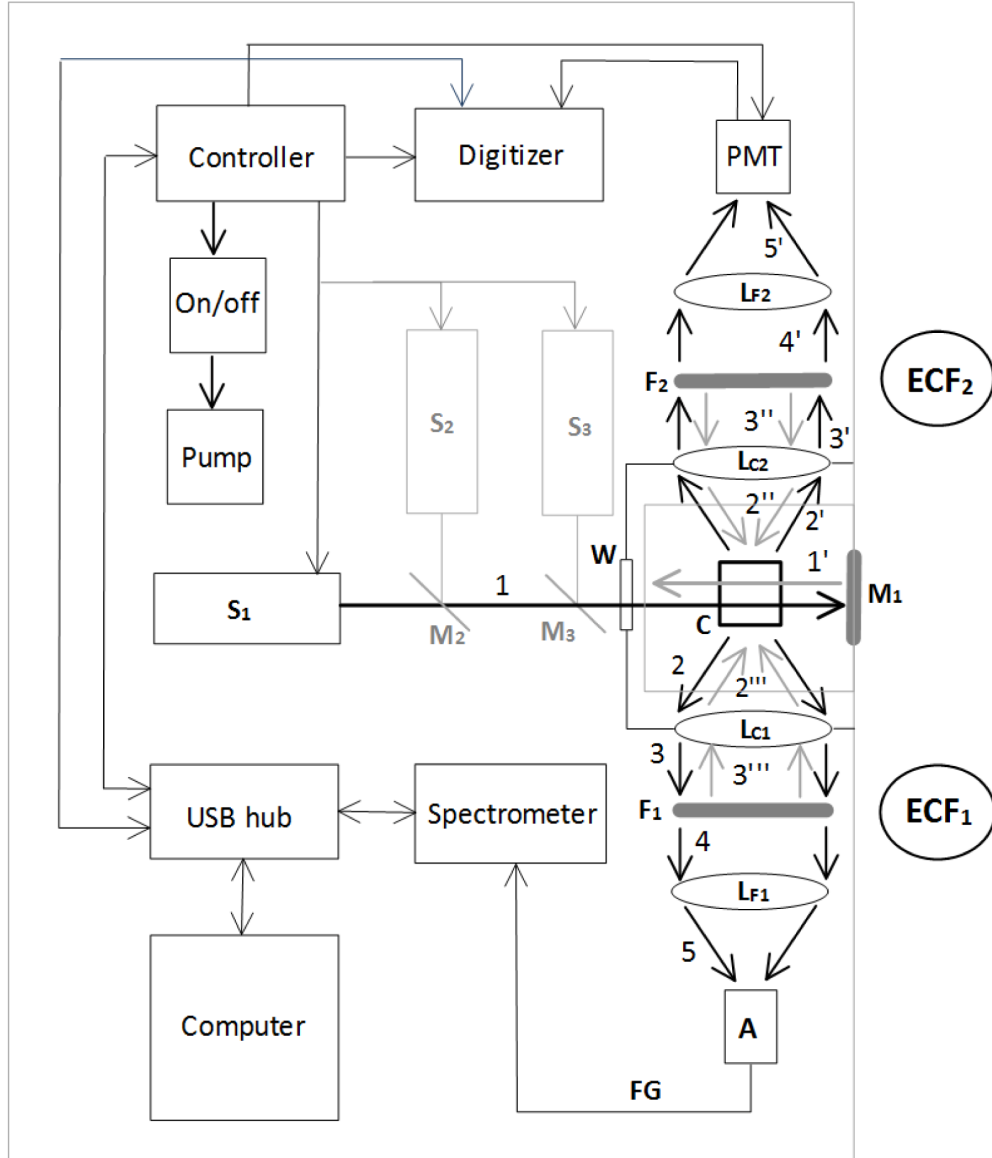 Controller
Digitizer
PMT
5'
On/off
LF2
4'
F2
ECF2
S2
S3
3''
3'
Pump
LC2
2''
2'
W
1'
S1
1
M1
M2
M3
C
2
2'''
LC1
3
3'''
USB hub
Spectrometer
F1
ECF1
4
LF1
5
Computer
A
FG